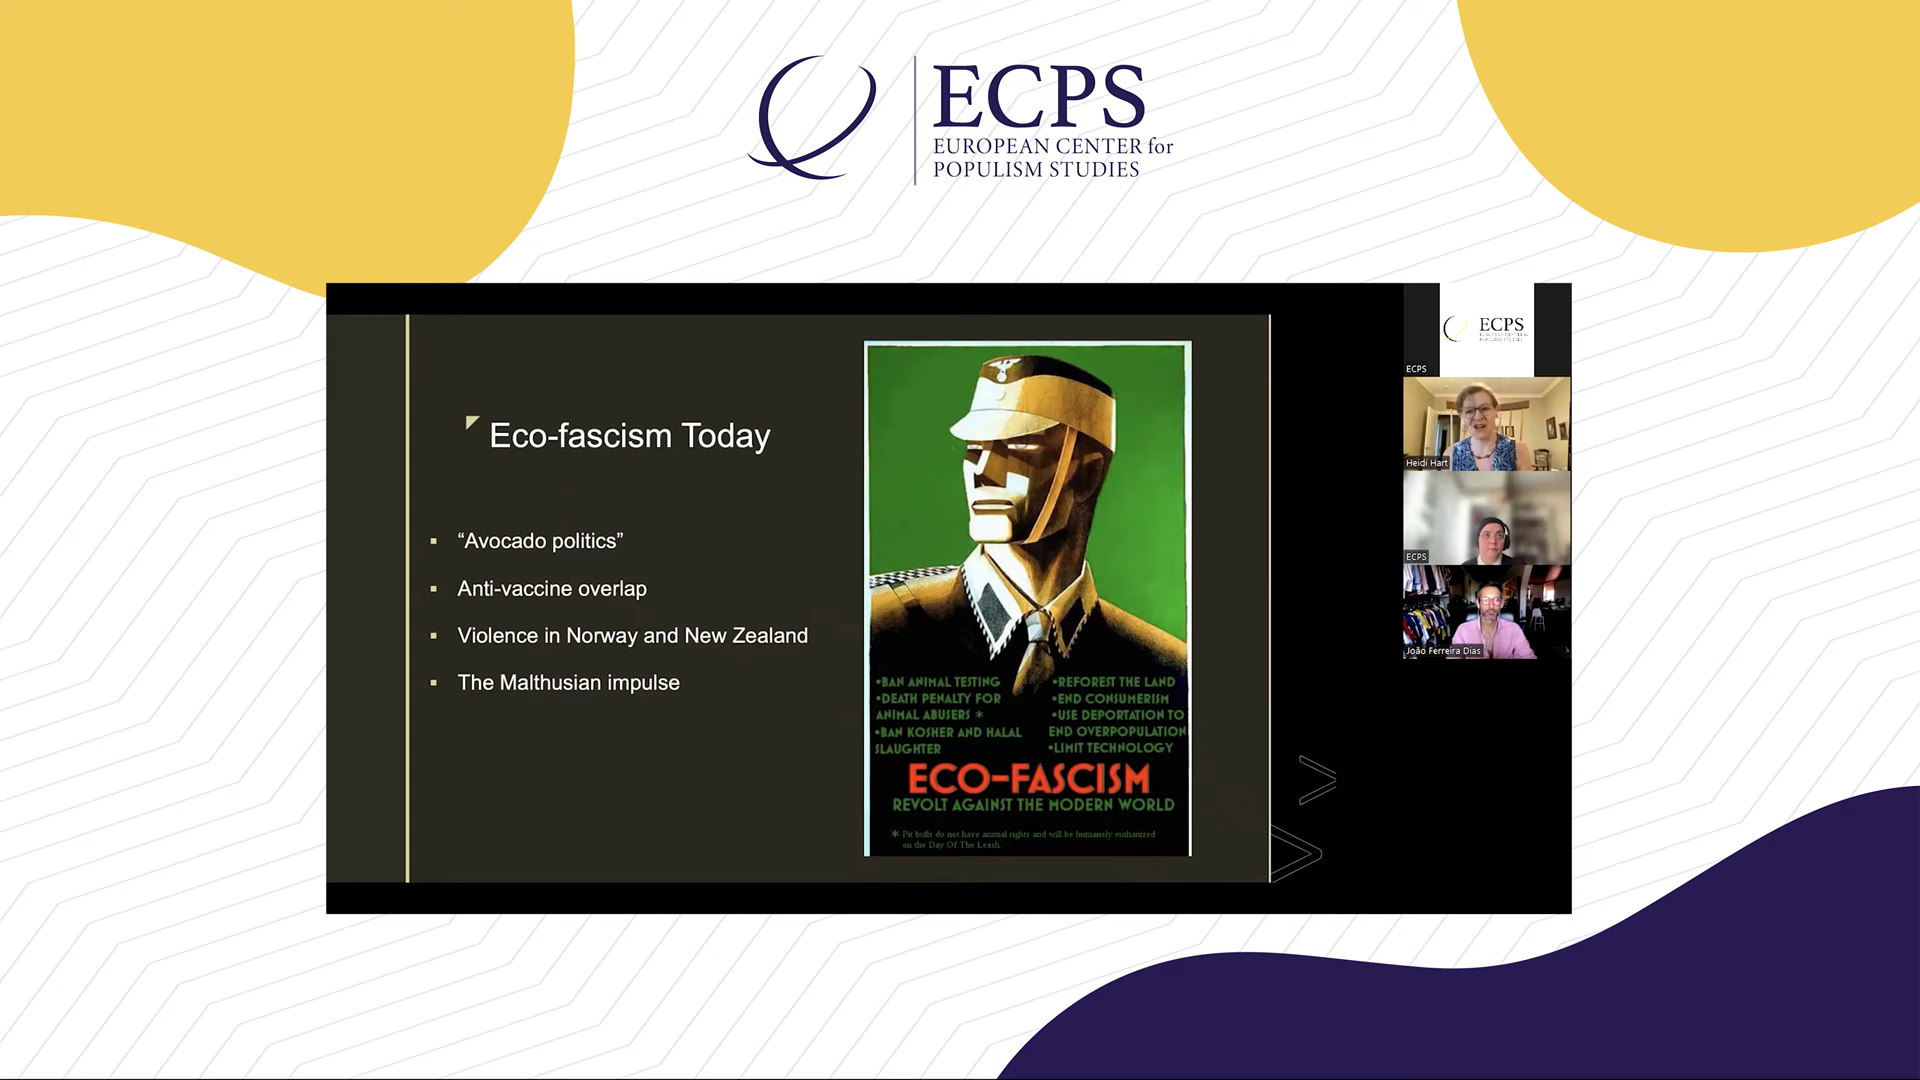 ECPS
EUROPEAN CENTER for
POPULISM STUDIES
Eco-fascism Today
“Avocado politics”
Anti-vaccine overlap
Violence in Norway and New Zealand
The Malthusian impulse
•BAN ANIMAL TESTING
•DEATH PENALTY FOR
ANIMAL ABUSERS *
•BAN KOSHER AND HALAL
SLAUGHTER
•REFOREST THE LAND
•END CONSUMERISM
•USE DEPORTATION TO
END OVERPOPULATION
•LIMIT TECHNOLOGY
ECO-FASCISM
REVOLT AGAINST THE MODERN WORLD
* Pit bulls do not have animal rights and will be humanely euthanized
on the Day Of The Leash.
ECPS
ECPS
Heidi Hart
ECPS
João Ferreira Dias